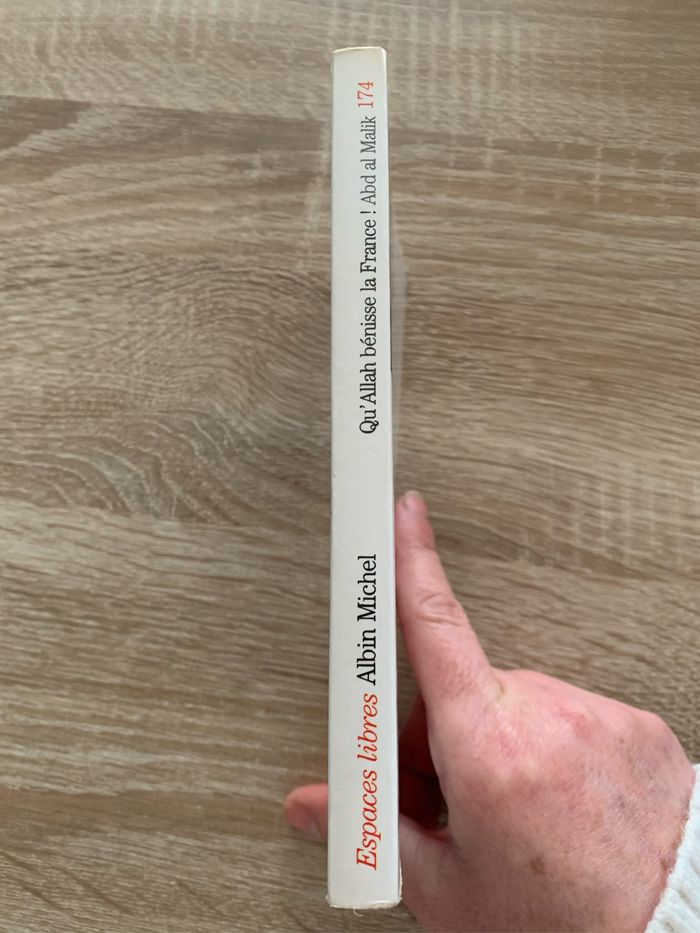 Espaces libres Albin Michel Qu'Allah bénisse la France ! Abd al Malik 174